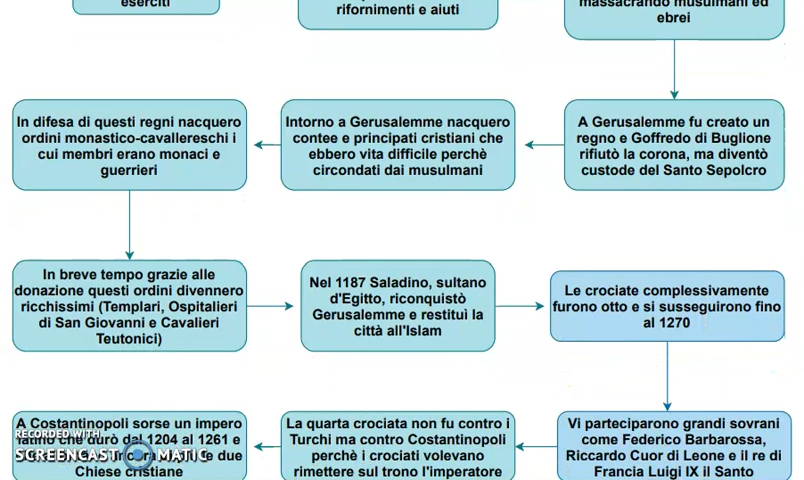 eserciti
rifornimenti e aiuti
massacrando musulmani ed
ebrei
A Gerusalemme fu creato un
regno e Goffredo di Buglione
rifiutò la corona, ma diventò
custode del Santo Sepolcro
Intorno a Gerusalemme nacquero
contee e principati cristiani che
ebbero vita difficile perchè
circondati dai musulmani
In difesa di questi regni nacquero
ordini monastico-cavallereschi i
cui membri erano monaci e
guerrieri
In breve tempo grazie alle
donazione questi ordini divennero
ricchissimi (Templari, Ospitalieri
di San Giovanni e Cavalieri
Teutonici)
Nel 1187 Saladino, sultano
d'Egitto, riconquistò
Gerusalemme e restituì la
città all'Islam
Le crociate complessivamente
furono otto e si susseguirono fino
al 1270
Vi parteciparono grandi sovrani
come Federico Barbarossa,
Riccardo Cuor di Leone e il re di
Francia Luigi IX il Santo
La quarta crociata non fu contro i
Turchi ma contro Costantinopoli
perchè i crociati volevano
rimettere sul trono l'imperatore
A Costantinopoli sorse un impero
latino che durò dal 1204 al 1261 e
le due
Chiese cristiane
RECORDED WITH
SCREENCAST MATIC